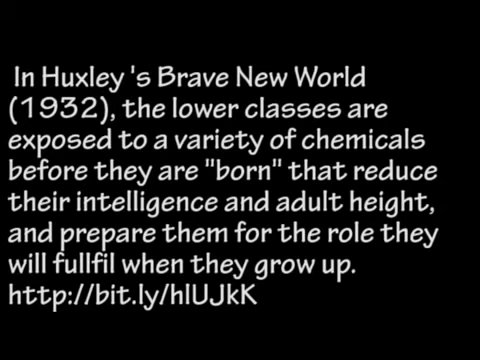 In Huxley 's Brave New World
(1932), the lower classes are
exposed to a variety of chemicals
before they are "born" that reduce
their intelligence and adult height,
and prepare them for the role they
will fullfil when they grow up.
http://bit.ly/hlUJkK